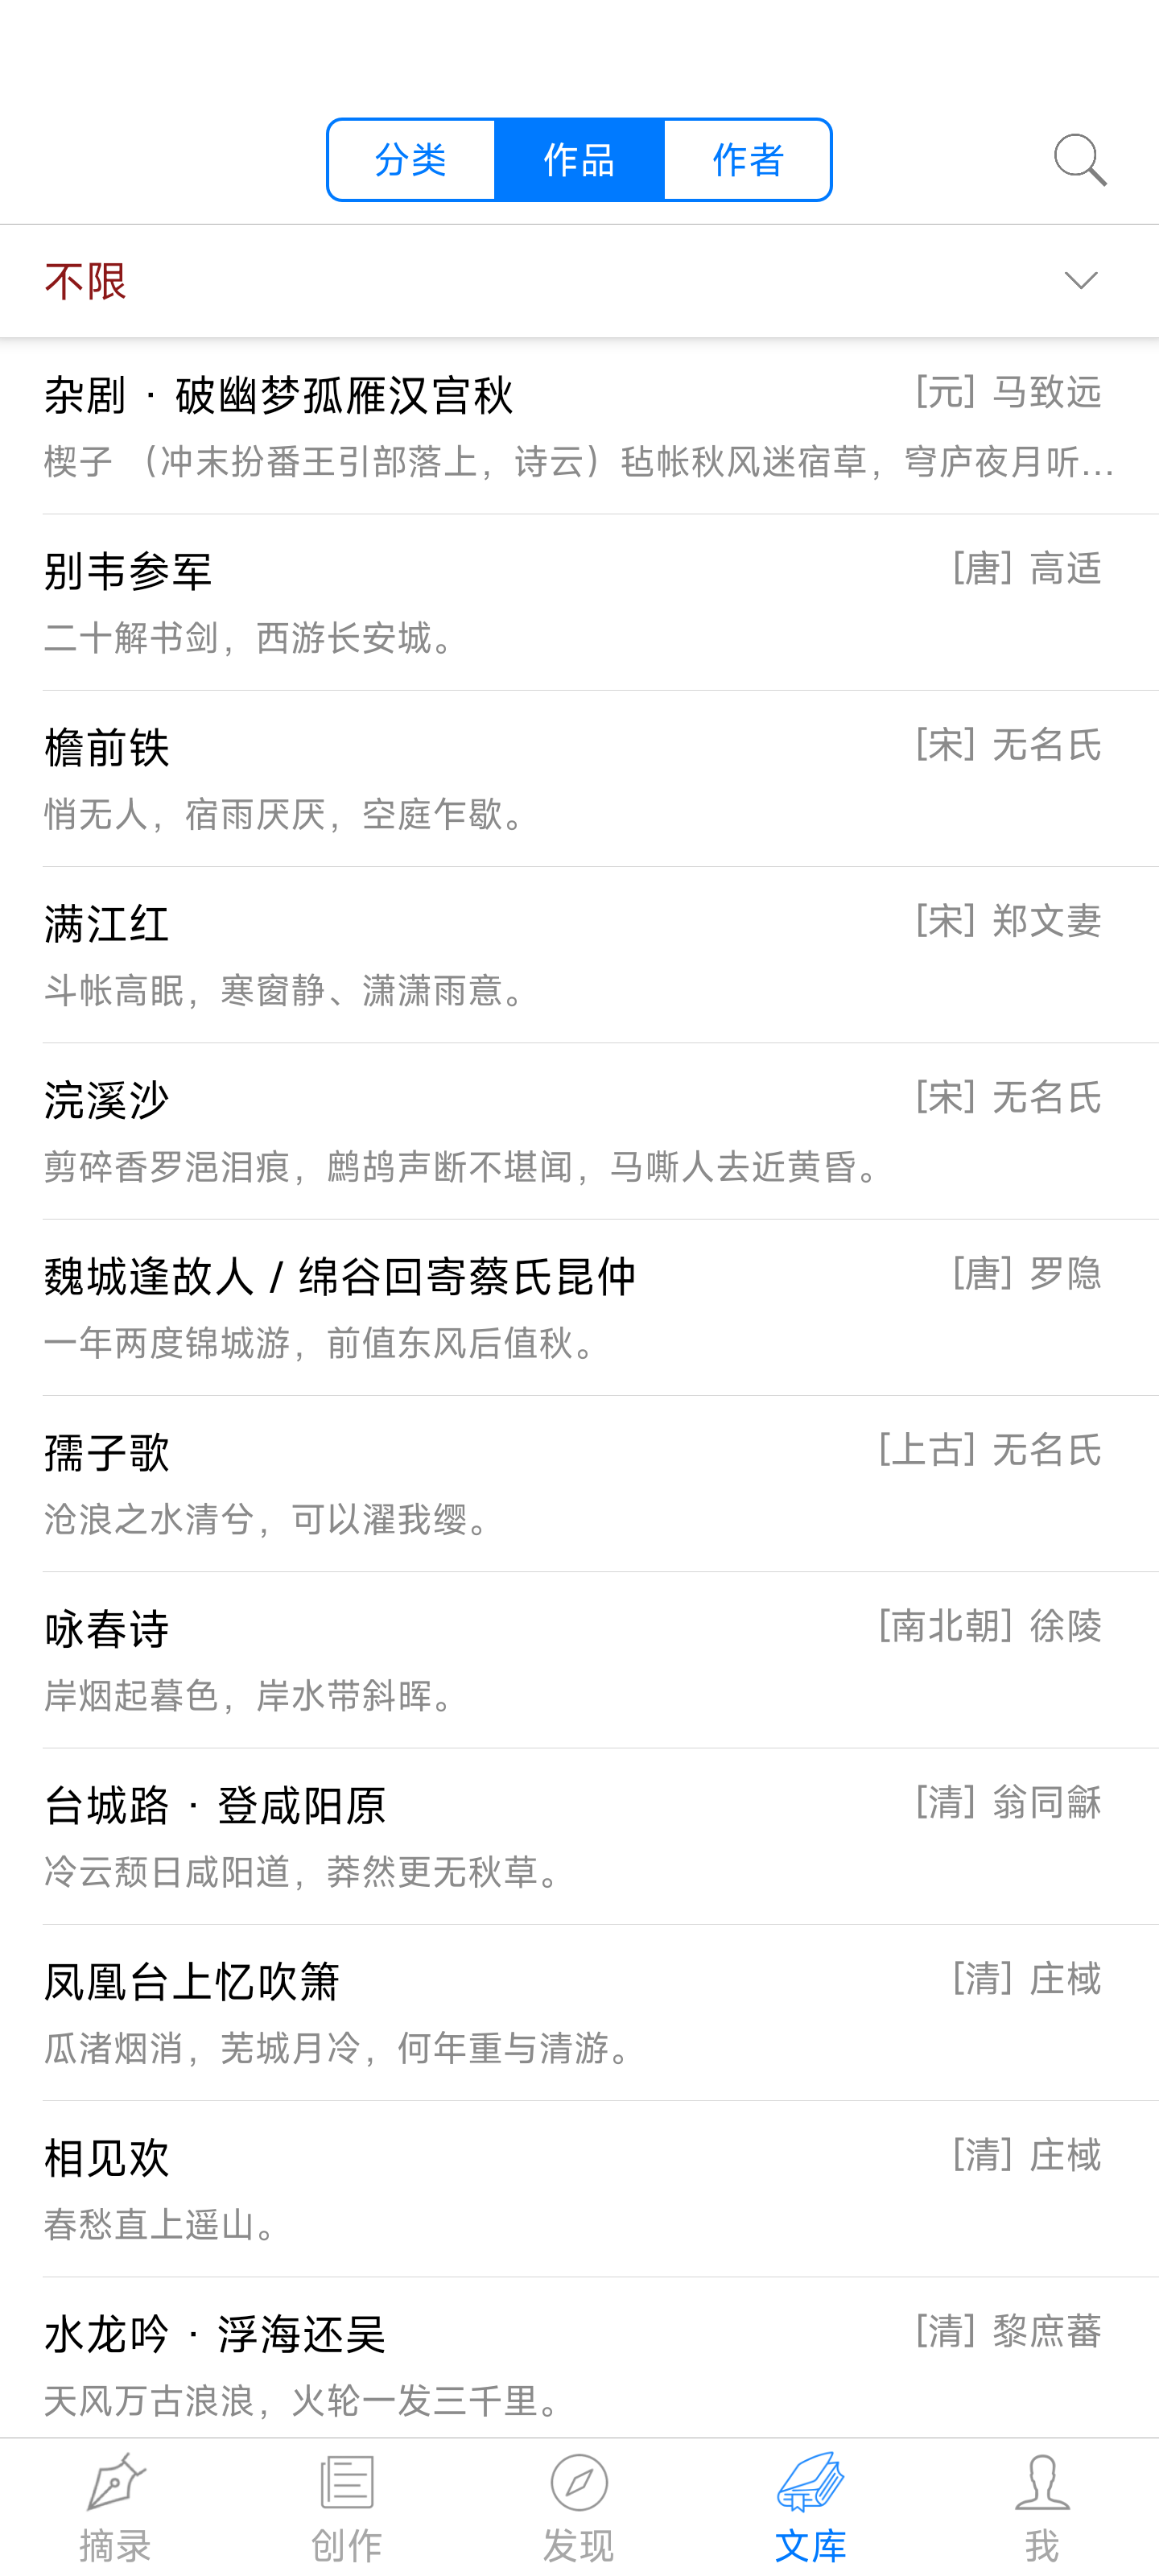 分类 作品 作者
不限
杂剧 · 破幽梦孤雁汉宫秋 [元] 马致远
楔子 （冲末扮番王引部落上，诗云）毡帐秋风迷宿草，穹庐夜月听...
别韦参军 [唐] 高适
二十解书剑，西游长安城。
檐前铁 [宋] 无名氏
悄无人，宿雨厌厌，空庭乍歇。
满江红 [宋] 郑文妻
斗帐高眠，寒窗静、潇潇雨意。
浣溪沙 [宋] 无名氏
剪碎香罗浥泪痕，鹧鸪声断不堪闻，马嘶人去近黄昏。
魏城逢故人 / 绵谷回寄蔡氏昆仲 [唐] 罗隐
一年两度锦城游，前值东风后值秋。
孺子歌 [上古] 无名氏
沧浪之水清兮，可以濯我缨。
咏春诗 [南北朝] 徐陵
岸烟起暮色，岸水带斜晖。
台城路 · 登咸阳原 [清] 翁同龢
冷云颓日咸阳道，莽然更无秋草。
凤凰台上忆吹箫 [清] 庄棫
瓜渚烟消，芜城月冷，何年重与清游。
相见欢 [清] 庄棫
春愁直上遥山。
水龙吟 · 浮海还吴 [清] 黎庶蕃
天风万古浪浪，火轮一发三千里。
摘录 创作 发现 文库 我